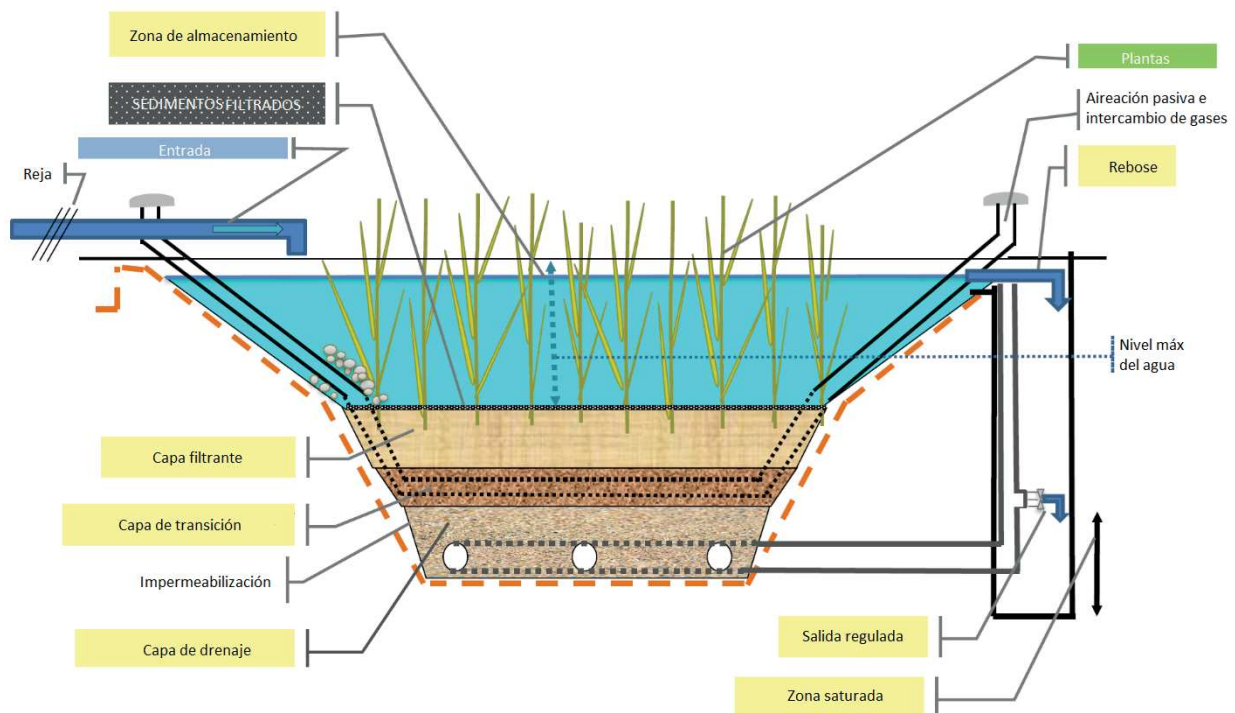 Zona de almacenamiento
SEDIMENTOS FILTRADOS
Entrada
Reja
Plantas
Aireación pasiva e
intercambio de gases
Rebose
Nivel máx
del agua
Capa filtrante
Capa de transición
Impermeabilización
Capa de drenaje
Salida regulada
Zona saturada